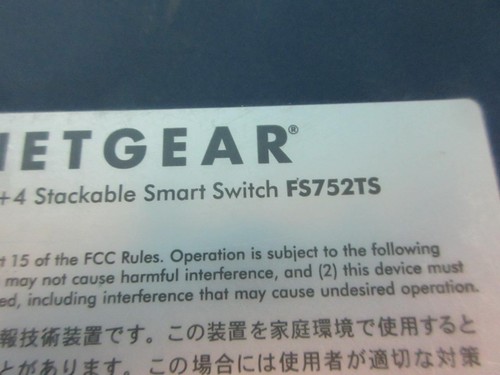 NETGEAR®
+4 Stackable Smart Switch FS752TS
15 of the FCC Rules. Operation is subject to the following
may not cause harmful interference, and (2) this device must
ed, including interference that may cause undesired operation.
報技術装置です。この装置を家庭環境で使用すると
とがあります。この場合には使用者が適切な対策